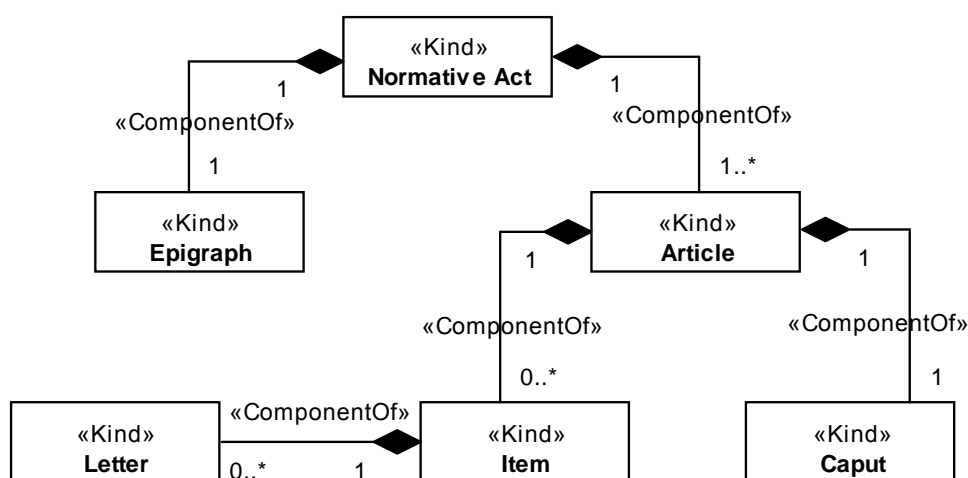 «Kind»
Normative Act
1
1
«ComponentOf»
«ComponentOf»
1
1..*
«Kind»
Epigraph
«Kind»
Article
1
1
«ComponentOf»
«ComponentOf»
0..*
1
«Kind»
Letter
«ComponentOf»
0..*
1
«Kind»
Item
«Kind»
Caput